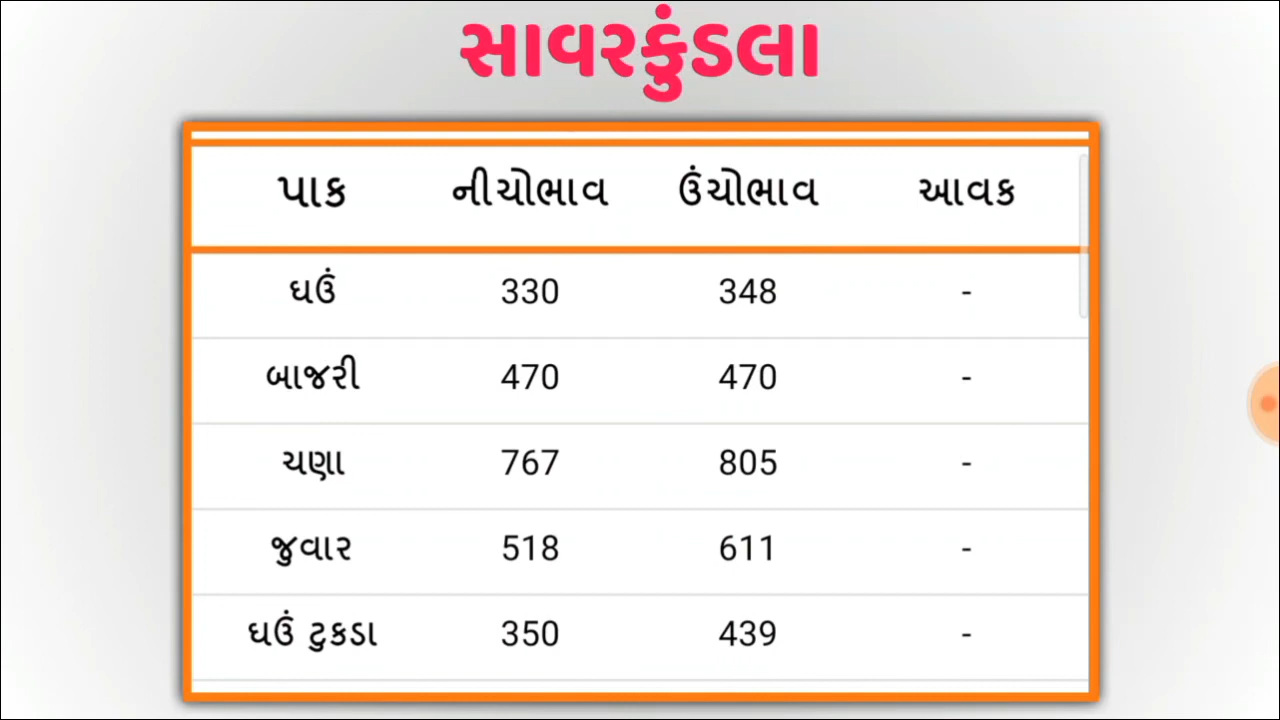 સાવરકુંડલા
પાક નીચોભાવ ઉંચોભાવ આવક
ઘઉં 330 348 -
બાજરી 470 470 -
ચણા 767 805 -
જુવાર 518 611 -
ઘઉં ટુકડા 350 439 -